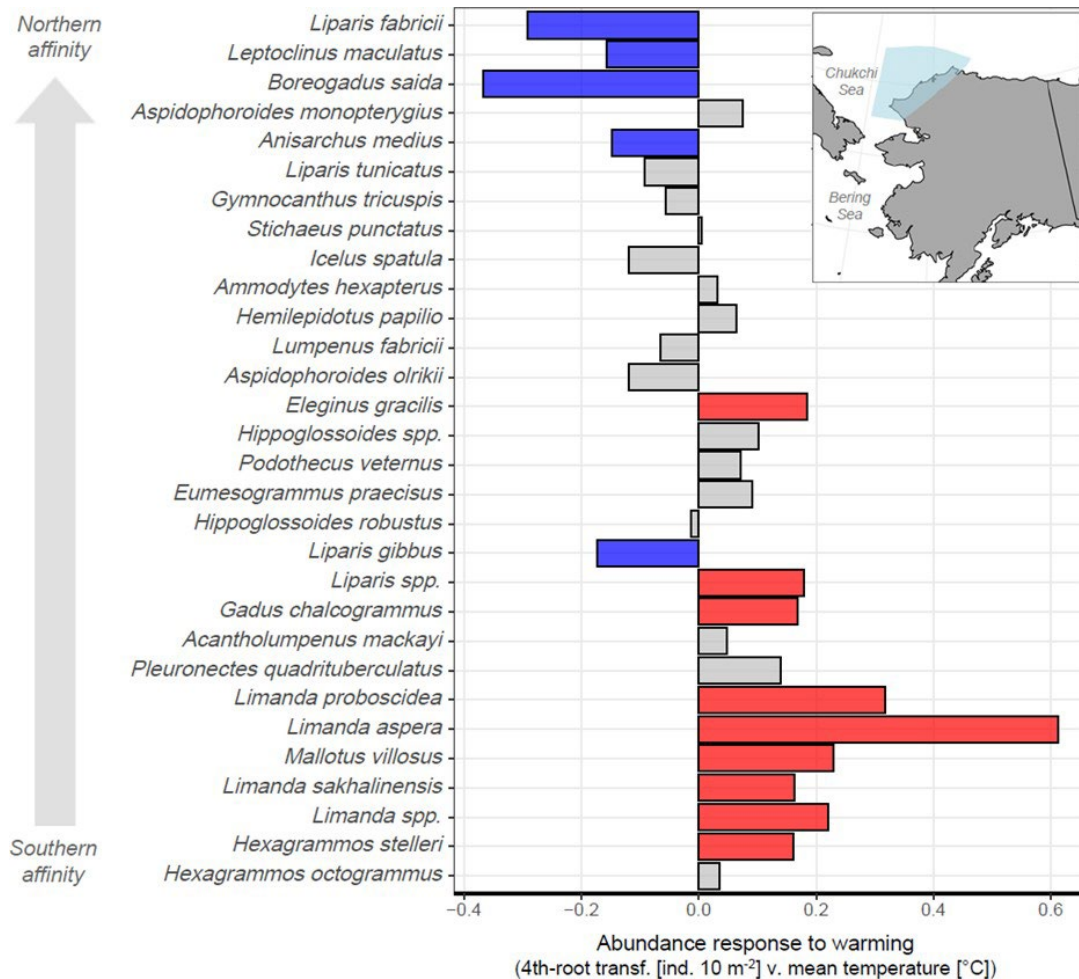 Northern
affinity
Southern
affinity
Liparis fabricii
Leptoclinus maculatus
Boreogadus saida
Aspidophoroides monopterygius
Anisarchus medius
Liparis tunicatus
Gymnocanthus tricuspis
Stichaeus punctatus
Icelus spatula
Ammodytes hexapterus
Hemilepidotus papilio
Lumpenus fabricii
Aspidophoroides olrikii
Eleginus gracilis
Hippoglossoides spp.
Podothecus veternus
Eumesogrammus praecisus
Hippoglossoides robustus
Liparis gibbus
Liparis spp.
Gadus chalcogrammus
Acantholumpenus mackayi
Pleuronectes quadrituberculatus
Limanda proboscidea
Limanda aspera
Mallotus villosus
Limanda sakhalinensis
Limanda spp.
Hexagrammos stelleri
Hexagrammos octogrammus
Chukchi
Sea
Bering
Sea
−0.4 −0.2 0.0 0.2 0.4 0.6
Abundance response to warming
(4th-root transf. [ind. 10 m⁻²] v. mean temperature [°C])